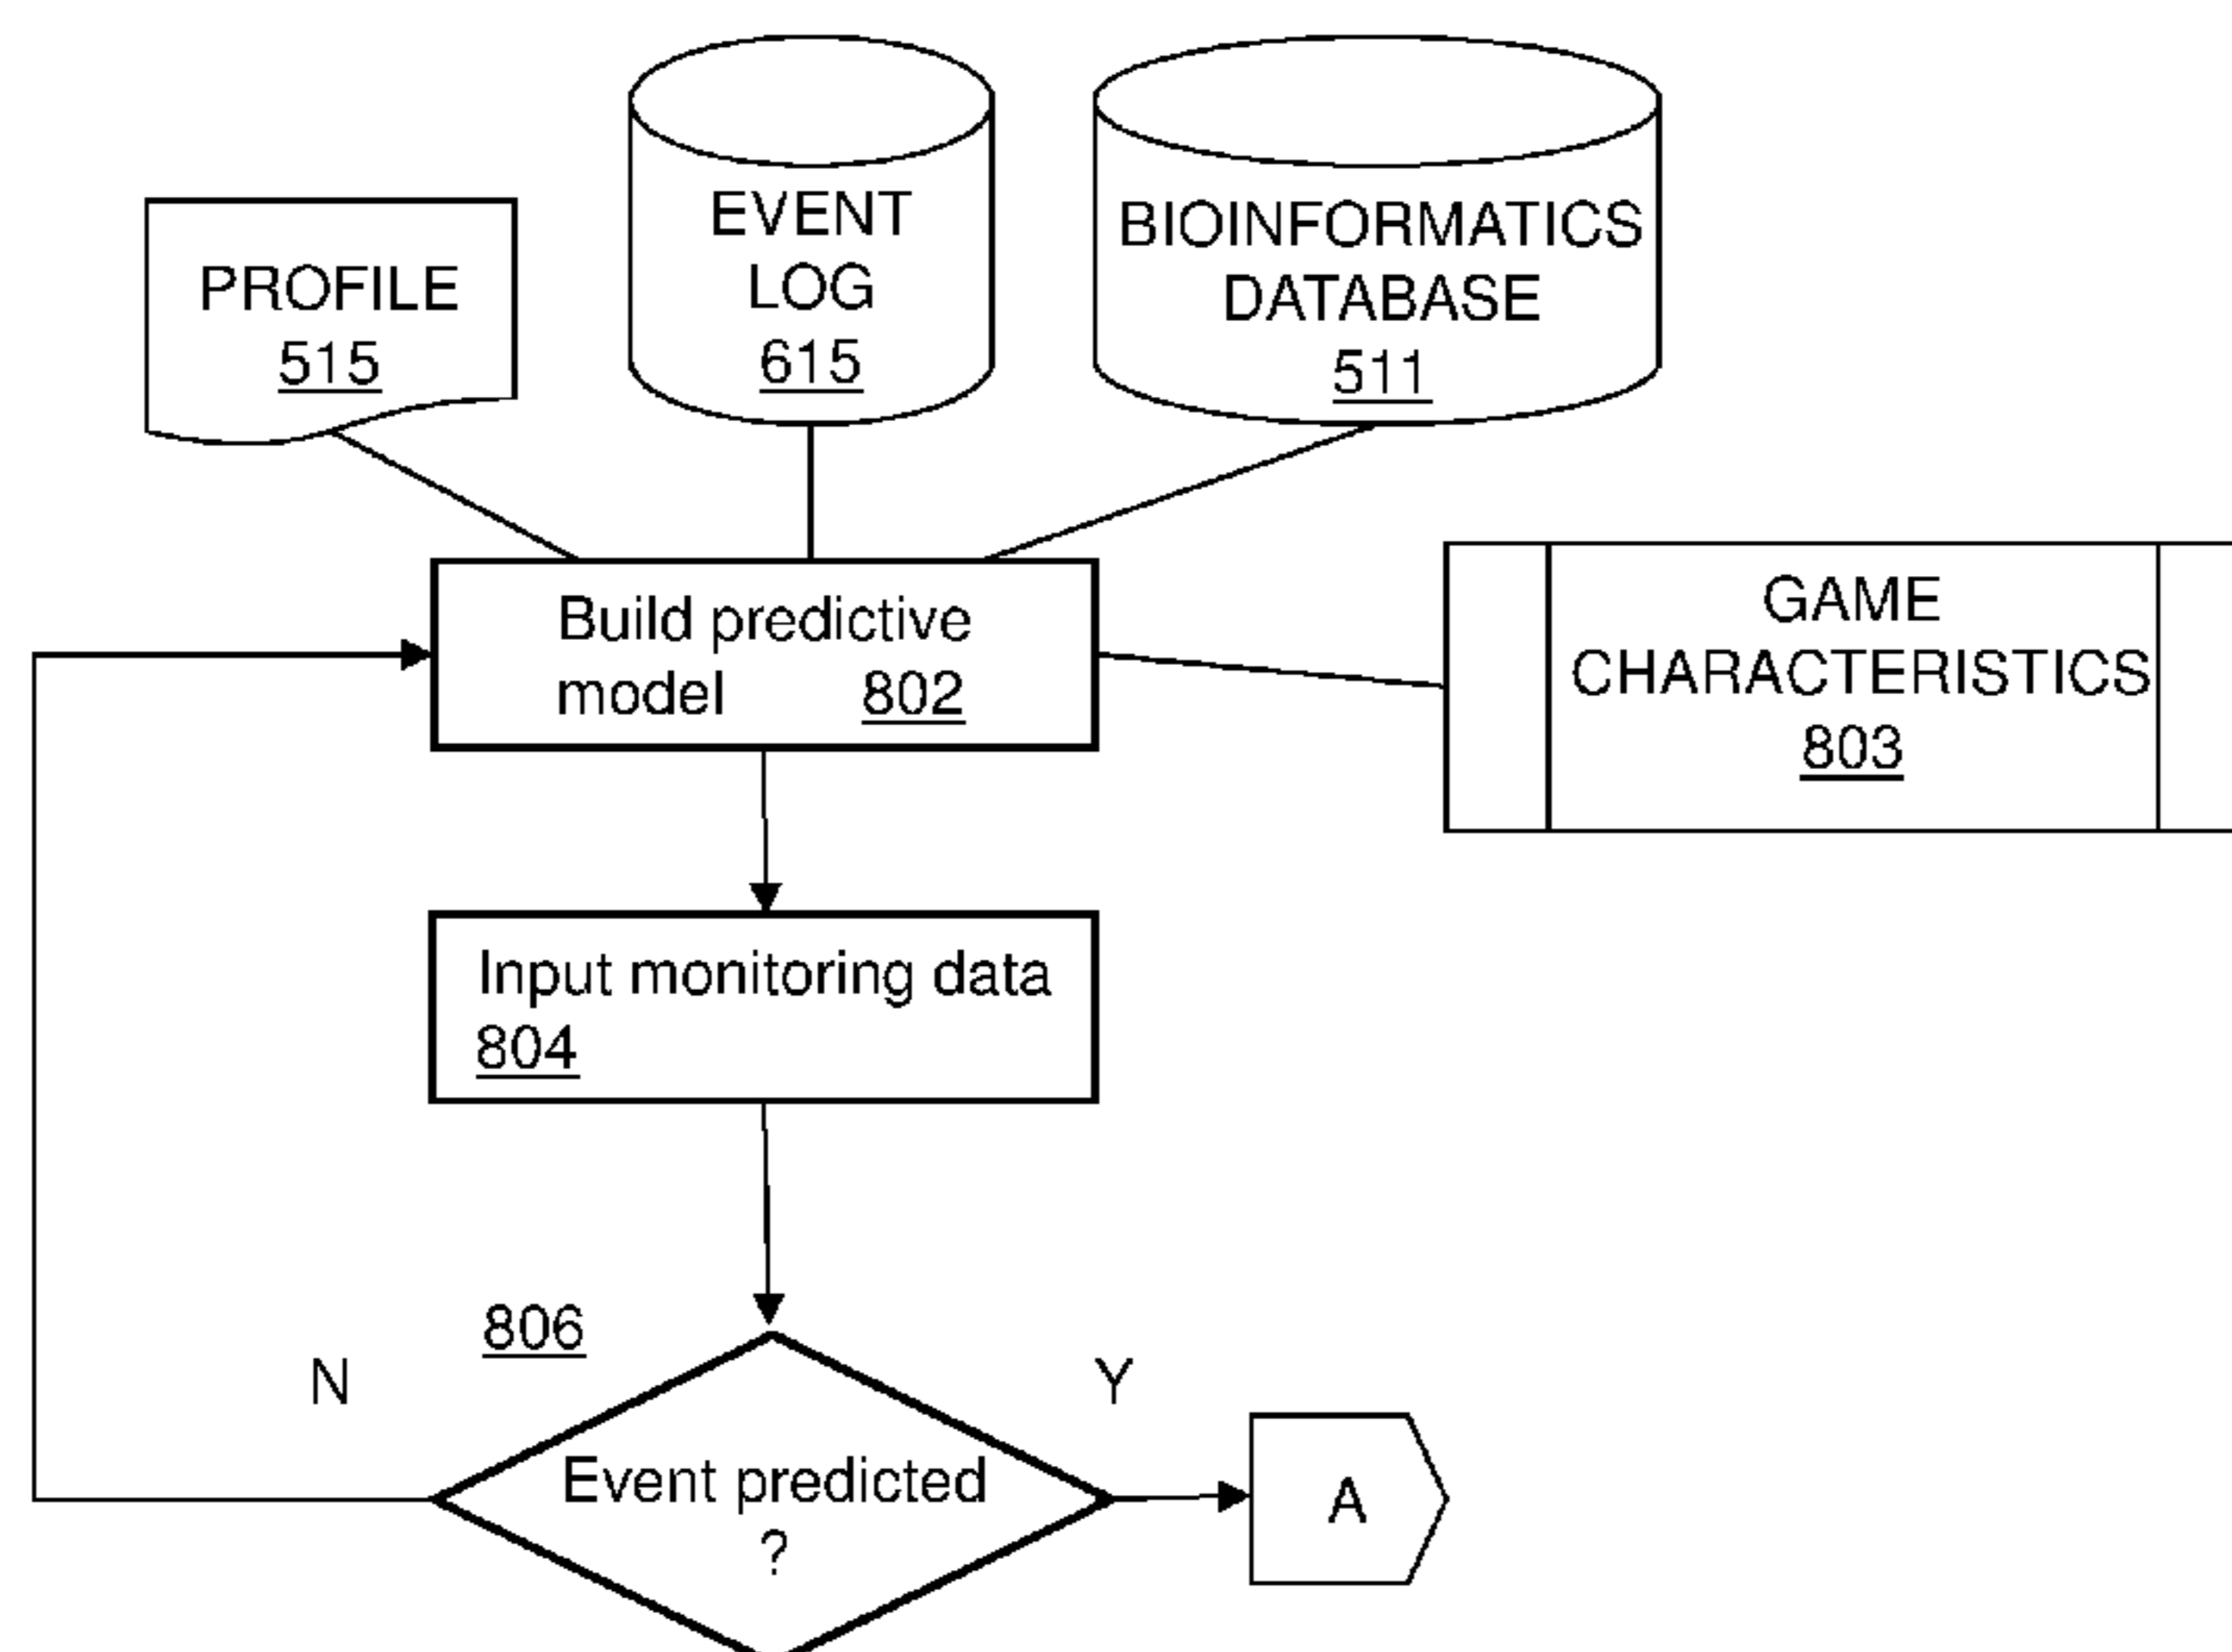 PROFILE
515
EVENT
LOG
615
BIOINFORMATICS
DATABASE
511
Build predictive
model 802
GAME
CHARACTERISTICS
803
Input monitoring data
804
806
N
Y
Event predicted
?
A